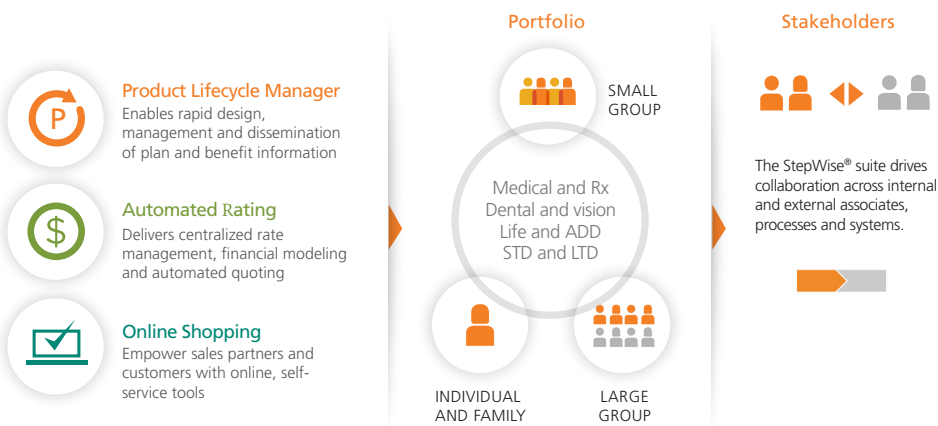 P
Product Lifecycle Manager
Enables rapid design,
management and dissemination
of plan and benefit information
$
Automated Rating
Delivers centralized rate
management, financial modeling
and automated quoting
Online Shopping
Empower sales partners and
customers with online, self-
service tools
Portfolio
SMALL
GROUP
Medical and Rx
Dental and vision
Life and ADD
STD and LTD
INDIVIDUAL
AND FAMILY
LARGE
GROUP
Stakeholders
The StepWise® suite drives
collaboration across internal
and external associates,
processes and systems.